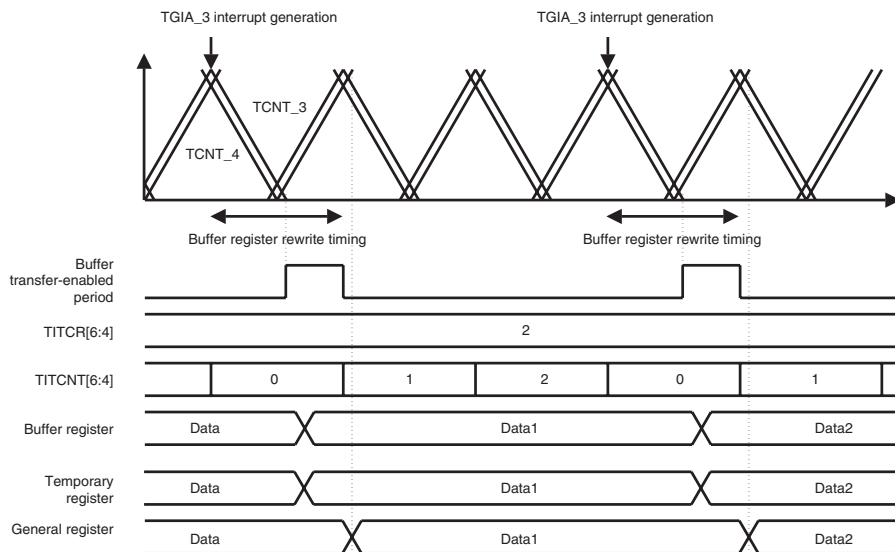 TGIA_3 interrupt generation
TGIA_3 interrupt generation
TCNT_3
TCNT_4
Buffer register rewrite timing
Buffer register rewrite timing
Buffer
transfer-enabled
period
TITCR[6:4]
2
TITCNT[6:4]
0
1
2
0
1
Buffer register
Data
Data1
Data2
Temporary
register
Data
Data1
Data2
General register
Data
Data1
Data2